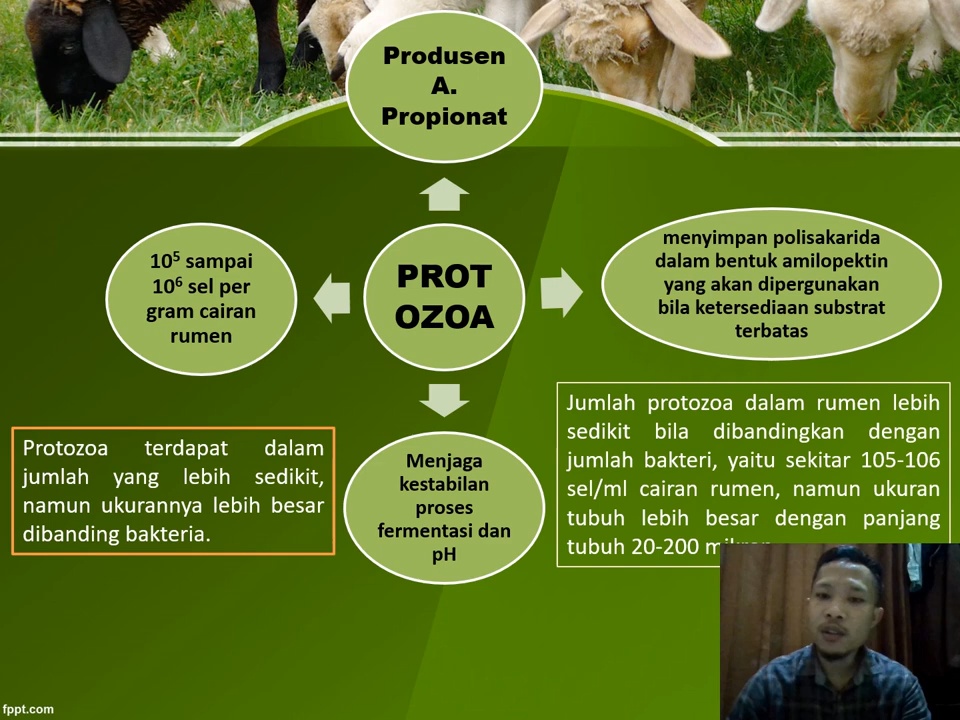 Produsen
A.
Propionat
10⁵ sampai
10⁶ sel per
gram cairan
rumen
PROT
OZOA
menyimpan polisakarida
dalam bentuk amilopektin
yang akan dipergunakan
bila ketersediaan substrat
terbatas
Protozoa terdapat dalam
jumlah yang lebih sedikit,
namun ukurannya lebih besar
dibanding bakteria.
Menjaga
kestabilan
proses
fermentasi dan
pH
Jumlah protozoa dalam rumen lebih
sedikit bila dibandingkan dengan
jumlah bakteri, yaitu sekitar 105-106
sel/ml cairan rumen, namun ukuran
tubuh lebih besar dengan panjang
tubuh 20-200
fppt.com